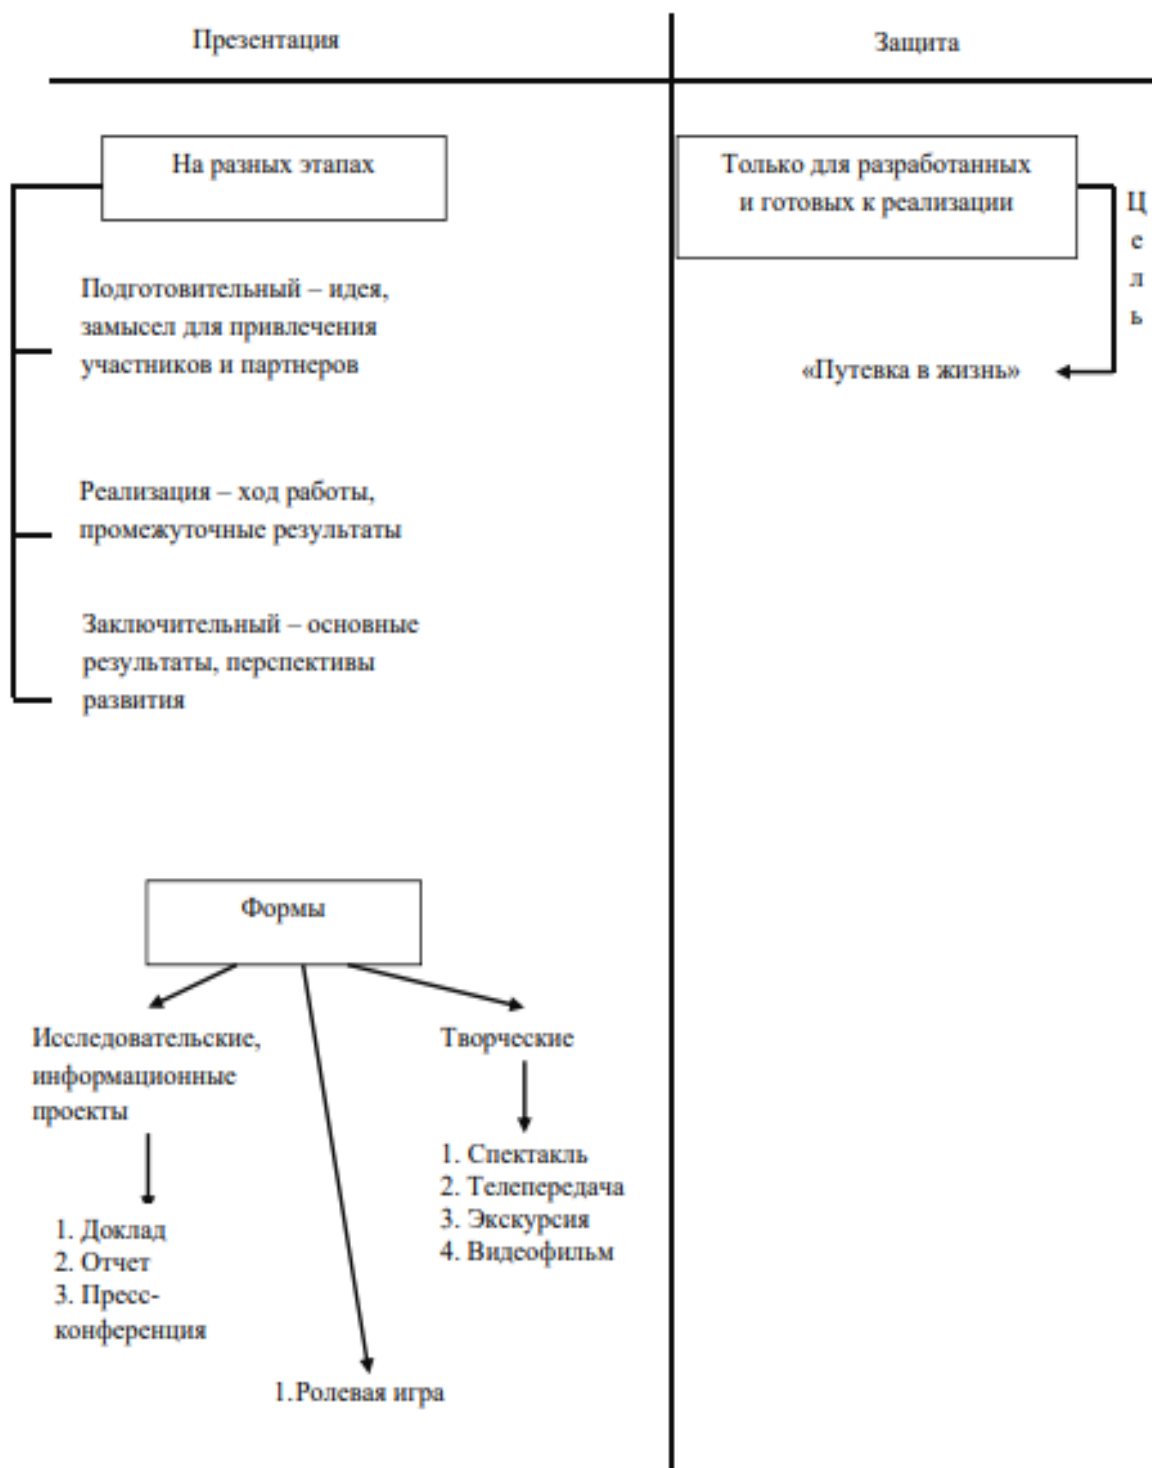 Презентация
Защита
На разных этапах
Подготовительный – идея,
замысел для привлечения
участников и партнеров
Реализация – ход работы,
промежуточные результаты
Заключительный – основные
результаты, перспективы
развития
Только для разработанных
и готовых к реализации
Цель
«Путевка в жизнь»
Формы
Исследовательские,
информационные
проекты
1. Доклад
2. Отчет
3. Пресс-
конференция
1.Ролевая игра
Творческие
1. Спектакль
2. Телепередача
3. Экскурсия
4. Видеофильм